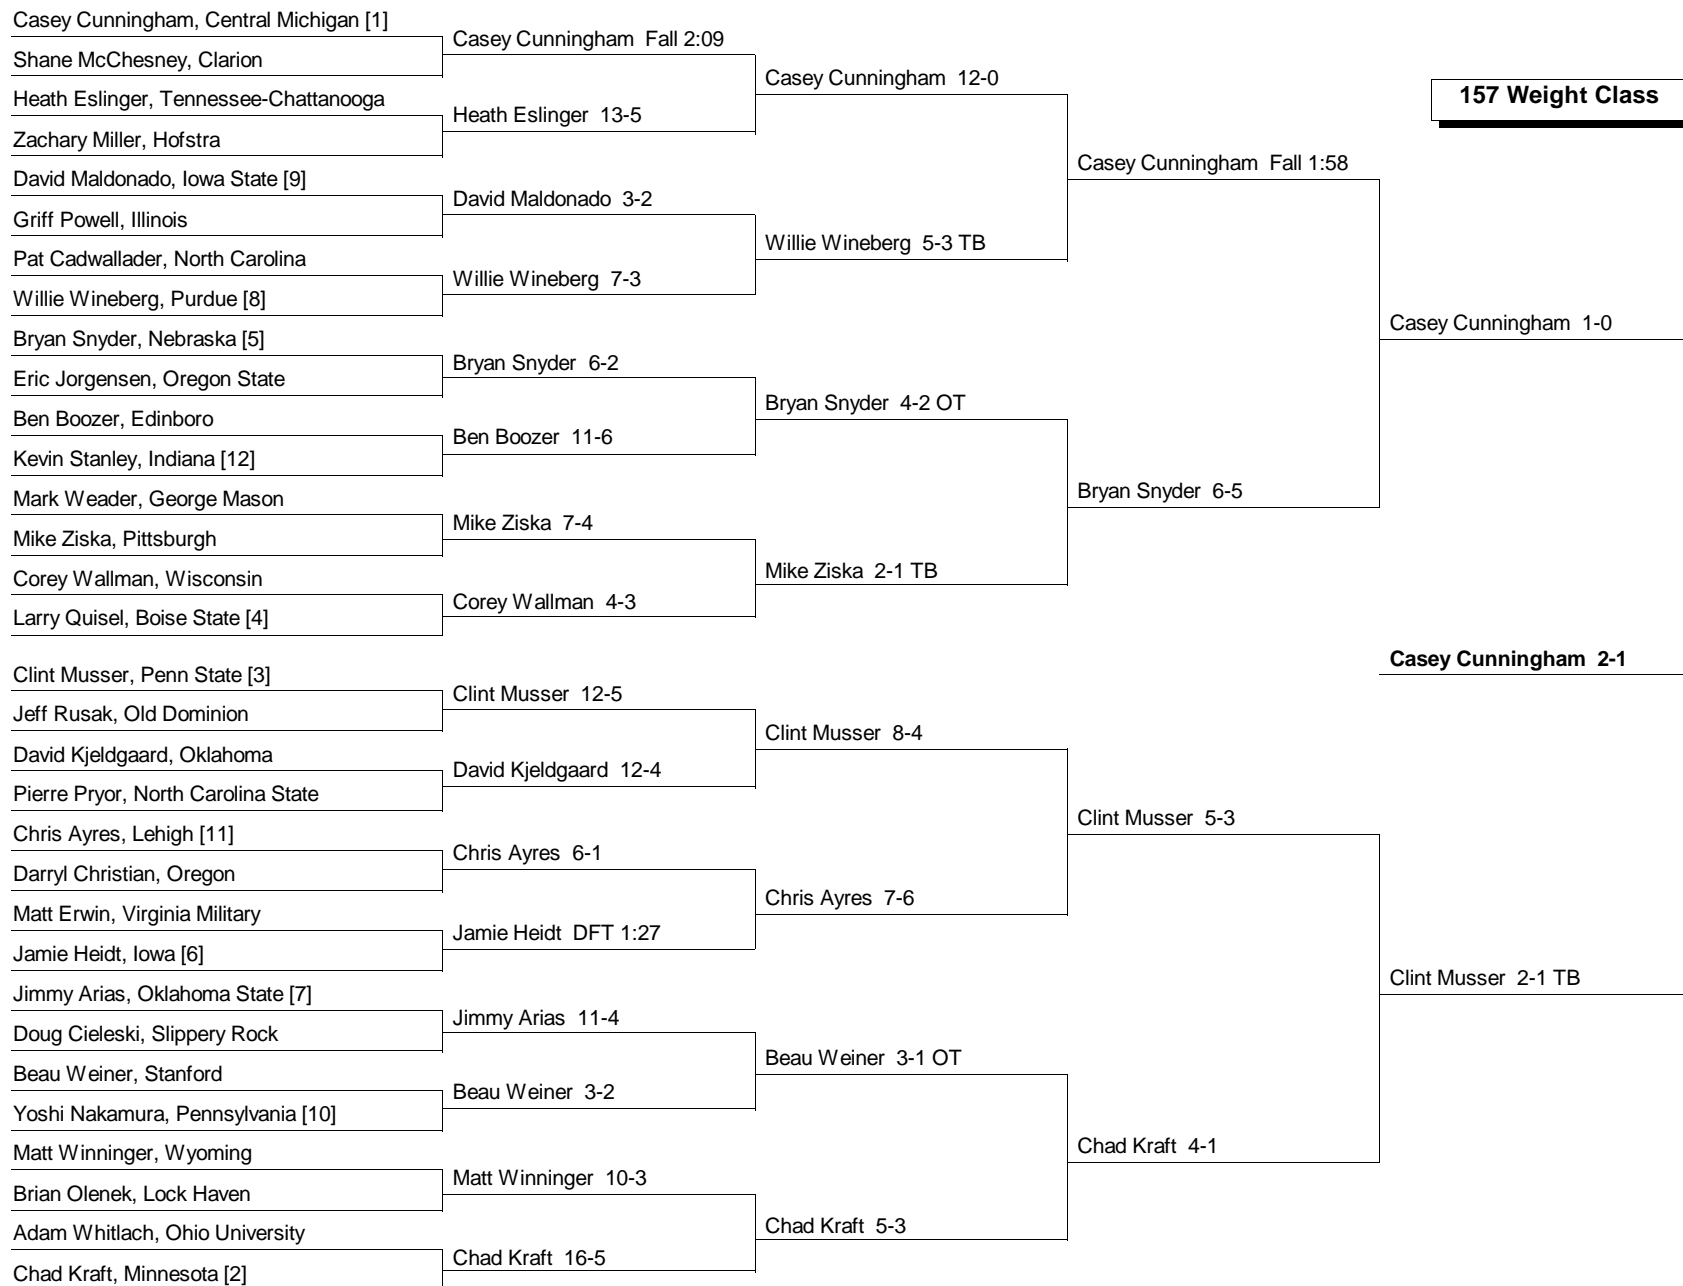 Casey Cunningham, Central Michigan [1]
Shane McChesney, Clarion
Heath Eslinger, Tennessee-Chattanooga
Zachary Miller, Hofstra
David Maldonado, Iowa State [9]
Griff Powell, Illinois
Pat Cadwallader, North Carolina
Willie Wineberg, Purdue [8]
Bryan Snyder, Nebraska [5]
Eric Jorgensen, Oregon State
Ben Boozer, Edinboro
Kevin Stanley, Indiana [12]
Mark Weader, George Mason
Mike Ziska, Pittsburgh
Corey Wallman, Wisconsin
Larry Quisel, Boise State [4]
Clint Musser, Penn State [3]
Jeff Rusak, Old Dominion
David Kjeldgaard, Oklahoma
Pierre Pryor, North Carolina State
Chris Ayres, Lehigh [11]
Darryl Christian, Oregon
Matt Erwin, Virginia Military
Jamie Heidt, Iowa [6]
Jimmy Arias, Oklahoma State [7]
Doug Cieleski, Slippery Rock
Beau Weiner, Stanford
Yoshi Nakamura, Pennsylvania [10]
Matt Winninger, Wyoming
Brian Olenek, Lock Haven
Adam Whitlach, Ohio University
Chad Kraft, Minnesota [2]
Casey Cunningham Fall 2:09
Heath Eslinger 13-5
David Maldonado 3-2
Willie Wineberg 7-3
Bryan Snyder 6-2
Ben Boozer 11-6
Mike Ziska 7-4
Corey Wallman 4-3
Clint Musser 12-5
David Kjeldgaard 12-4
Chris Ayres 6-1
Jamie Heidt DFT 1:27
Jimmy Arias 11-4
Beau Weiner 3-2
Matt Winninger 10-3
Chad Kraft 16-5
Casey Cunningham 12-0
Willie Wineberg 5-3 TB
Bryan Snyder 4-2 OT
Mike Ziska 2-1 TB
Clint Musser 8-4
Chris Ayres 7-6
Beau Weiner 3-1 OT
Chad Kraft 5-3
Casey Cunningham Fall 1:58
Bryan Snyder 6-5
Clint Musser 5-3
Chad Kraft 4-1
157 Weight Class
Casey Cunningham 1-0
Casey Cunningham 2-1
Clint Musser 2-1 TB